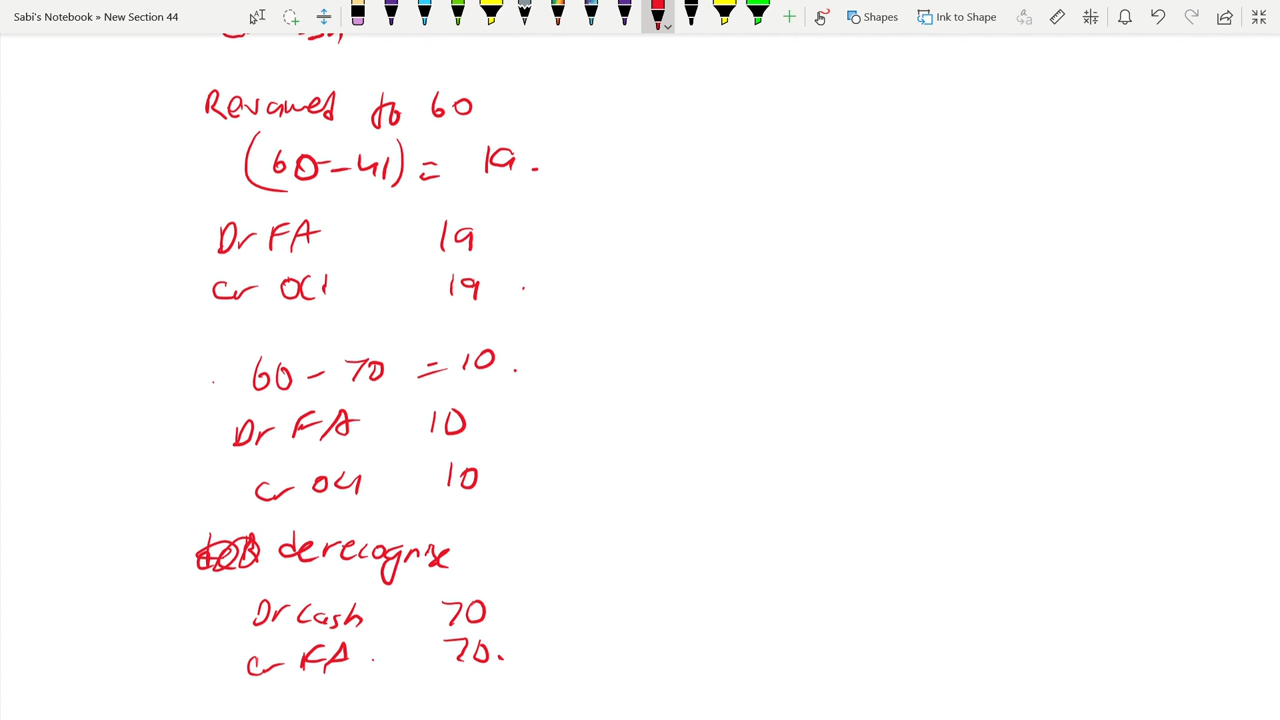 Sabi's Notebook » New Section 44
Shapes
Ink to Shape
Revalued to 60
(60-41) = 19.
Dr FA 19
Cr OCI 19
60 - 70 = 10.
Dr FA 10
Cr OCI 10
derecognize
Dr Cash 70
Cr FA 70.